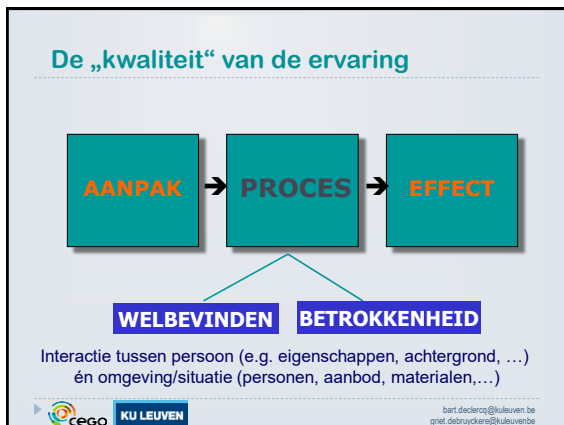 De „kwaliteit“ van de ervaring
AANPAK ➔ PROCES ➔ EFFECT
WELBEVINDEN BETROKKENHEID
Interactie tussen persoon (e.g. eigenschappen, achtergrond, …)
én omgeving/situatie (personen, aanbod, materialen,…)
cego KU LEUVEN
bart.declercq@kuleuven.be
griet.debruyckere@kuleuvenbe